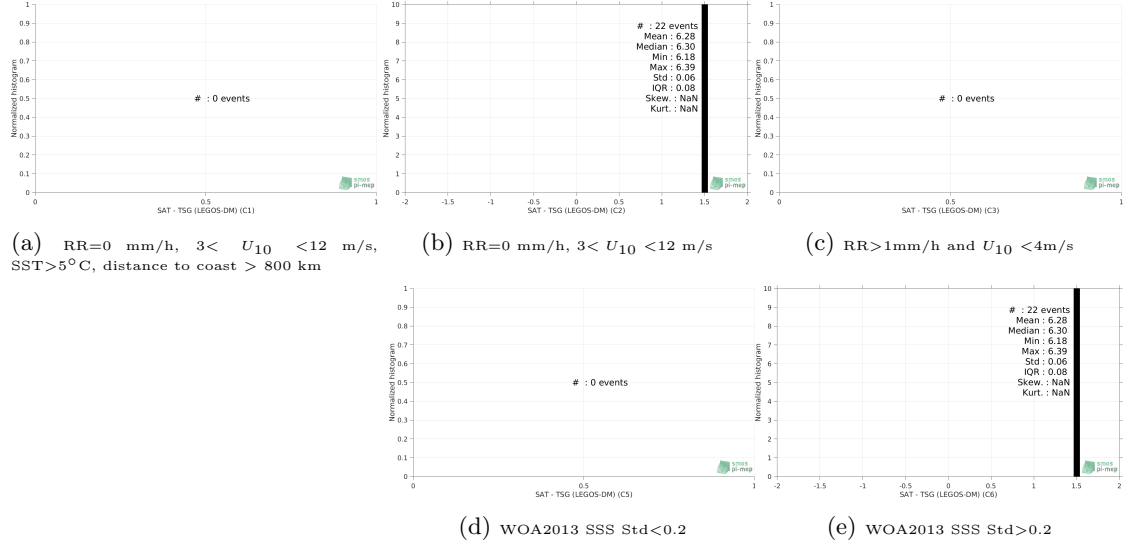 1
0.9
0.8
0.7
0.6
0.5
0.4
0.3
0.2
0.1
0
Normalized histogram
# : 0 events
0 0.5 1
SAT - TSG (LEGOS-DM) (C1)
smos
pi-mep
(a) RR=0 mm/h, 3< U10 <12 m/s,
SST>5°C, distance to coast > 800 km
10
9
8
7
6
5
4
3
2
1
0
Normalized histogram
# : 22 events
Mean : 6.28
Median : 6.30
Min : 6.18
Max : 6.39
Std : 0.06
IQR : 0.08
Skew. : NaN
Kurt. : NaN
-2 -1.5 -1 -0.5 0 0.5 1 1.5 2
SAT - TSG (LEGOS-DM) (C2)
smos
pi-mep
(b) RR=0 mm/h, 3< U10 <12 m/s
1
0.9
0.8
0.7
0.6
0.5
0.4
0.3
0.2
0.1
0
Normalized histogram
# : 0 events
0 0.5 1
SAT - TSG (LEGOS-DM) (C3)
smos
pi-mep
(c) RR>1mm/h and U10 <4m/s
1
0.9
0.8
0.7
0.6
0.5
0.4
0.3
0.2
0.1
0
Normalized histogram
# : 0 events
0 0.5 1
SAT - TSG (LEGOS-DM) (C5)
smos
pi-mep
(d) WOA2013 SSS Std<0.2
10
9
8
7
6
5
4
3
2
1
0
Normalized histogram
# : 22 events
Mean : 6.28
Median : 6.30
Min : 6.18
Max : 6.39
Std : 0.06
IQR : 0.08
Skew. : NaN
Kurt. : NaN
-2 -1.5 -1 -0.5 0 0.5 1 1.5 2
SAT - TSG (LEGOS-DM) (C6)
smos
pi-mep
(e) WOA2013 SSS Std>0.2